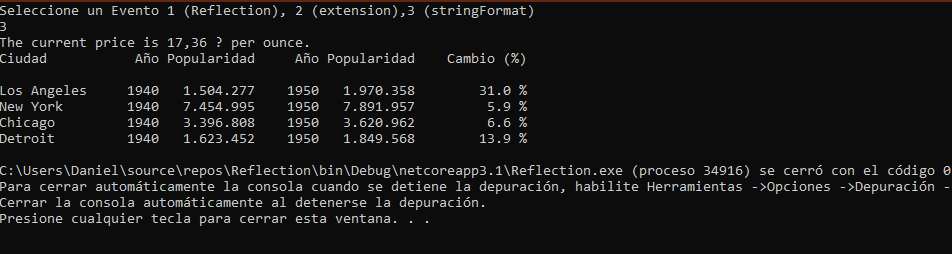 Seleccione un Evento 1 (Reflection), 2 (extension),3 (stringFormat)
3
The current price is 17,36 ? per ounce.
Ciudad Año Popularidad Año Popularidad Cambio (%)
Los Angeles 1940 1.504.277 1950 1.970.358 31.0 %
New York 1940 7.454.995 1950 7.891.957 5.9 %
Chicago 1940 3.396.808 1950 3.620.962 6.6 %
Detroit 1940 1.623.452 1950 1.849.568 13.9 %
C:\Users\Daniel\source\repos\Reflection\bin\Debug\netcoreapp3.1\Reflection.exe (proceso 34916) se cerró con el código 0
Para cerrar automáticamente la consola cuando se detiene la depuración, habilite Herramientas ->Opciones ->Depuración -
Cerrar la consola automáticamente al detenerse la depuración.
Presione cualquier tecla para cerrar esta ventana. . .